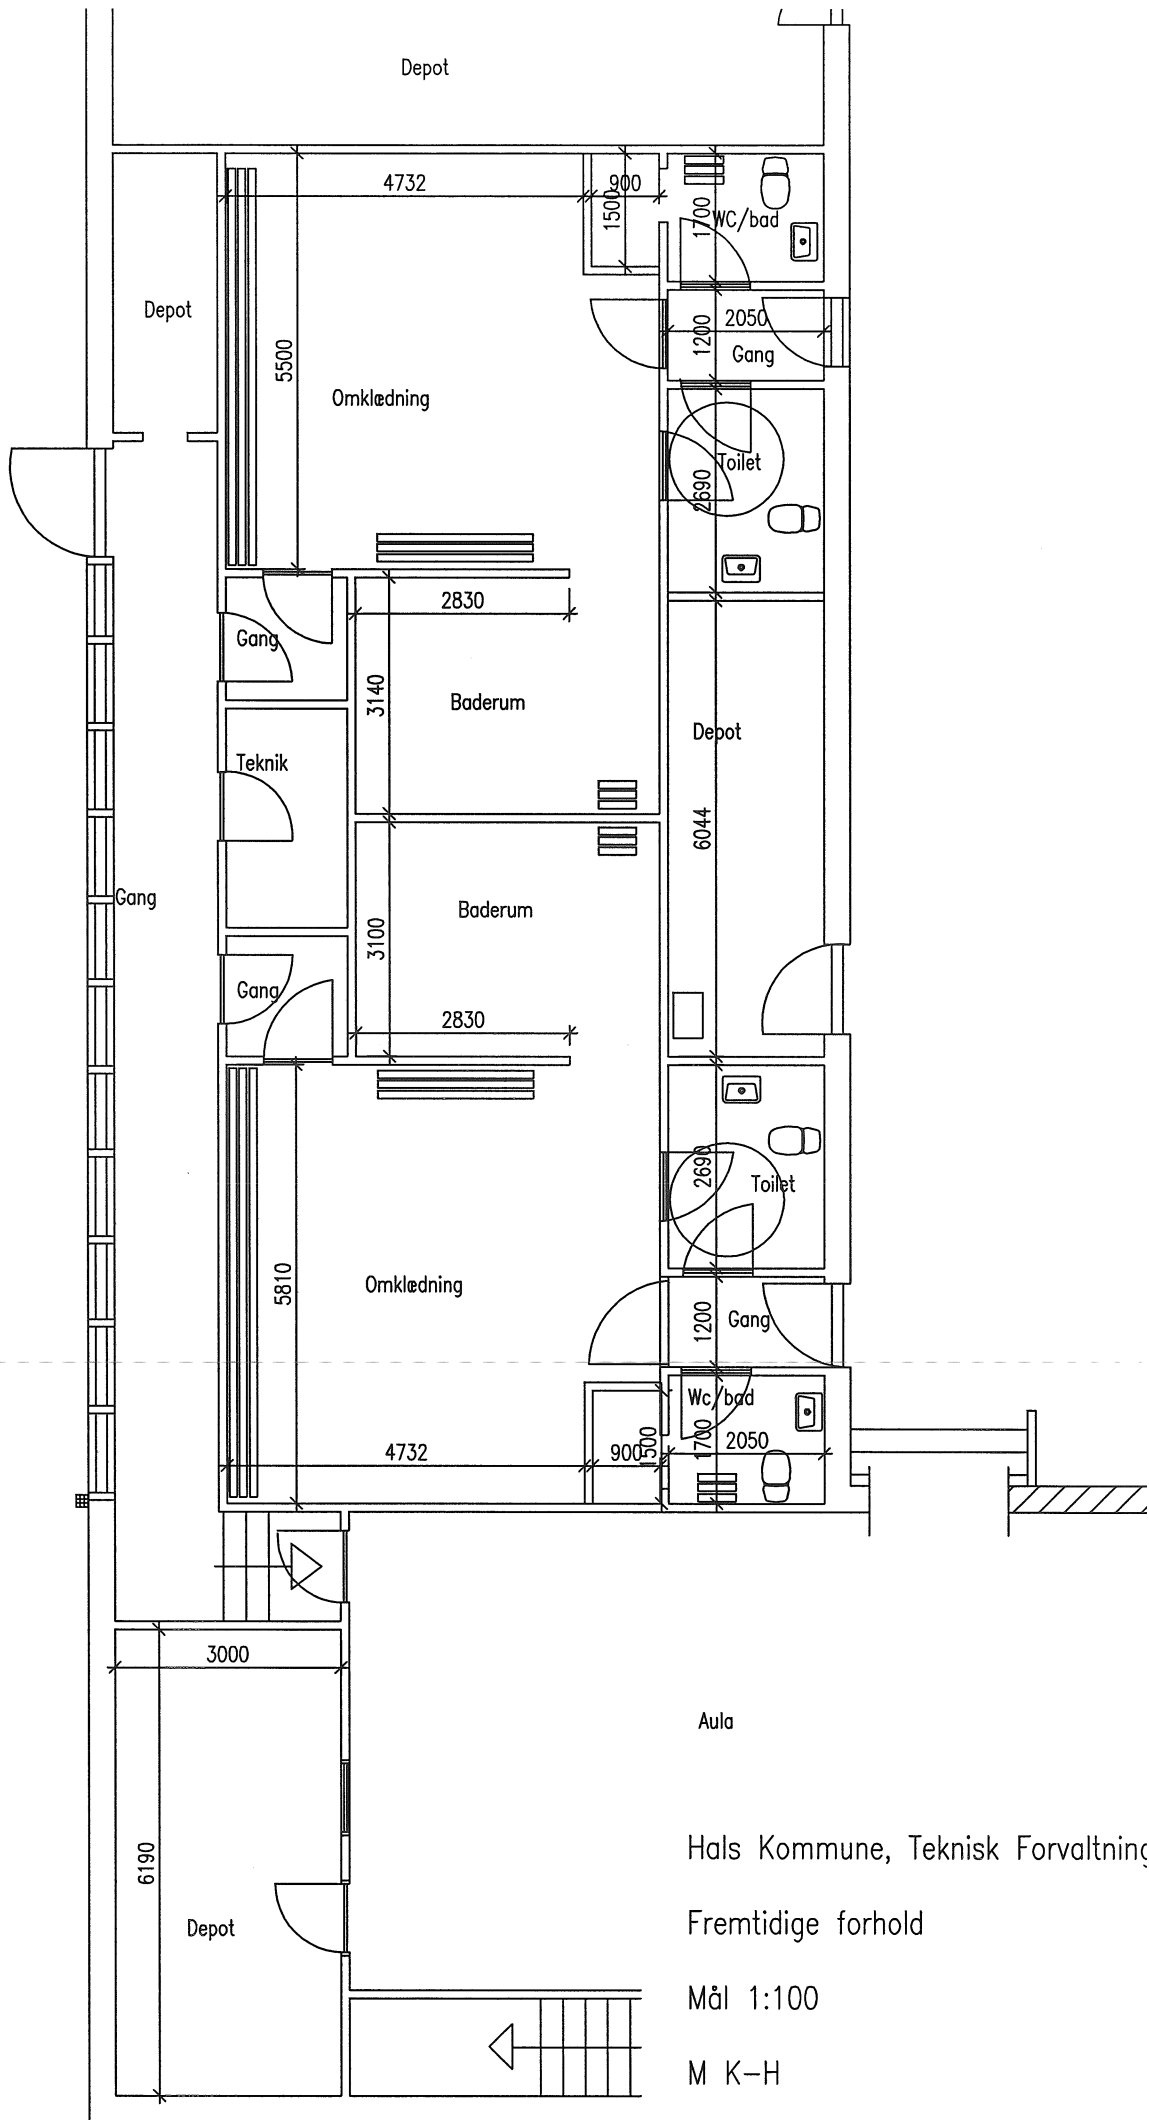 Depot
4732
900
1500
1700
WC/bad
Depot
5500
2050
1200
Gang
Omklædning
Toilet
2690
2830
Gang
3140
Baderum
Depot
Teknik
6044
Gang
Baderum
3100
Gang
2830
2690
Toilet
5810
Omklædning
1200
Gang
Wc/bad
4732
900
1500
1700
2050
3000
Aula
6190
Depot
Hals Kommune, Teknisk Forvaltning
Fremtidige forhold
Mål 1:100
M K-H